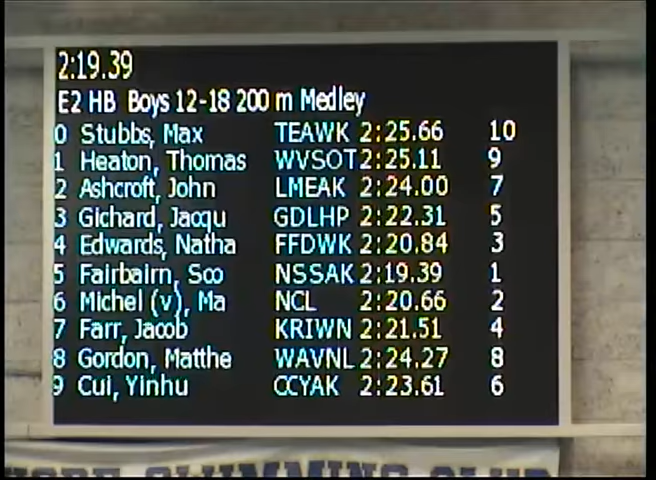 2:19.39
E2 HB Boys 12-18 200 m Medley
0 Stubbs, Max TEAWK 2:25.66 10
1 Heaton, Thomas WVSOT 2:25.11 9
2 Ashcroft, John LMEAK 2:24.00 7
3 Gichard, Jacqu GDLHP 2:22.31 5
4 Edwards, Natha FFDWK 2:20.84 3
5 Fairbairn, Soo NSSAK 2:19.39 1
6 Michel (v), Ma NCL 2:20.66 2
7 Farr, Jacob KRIWN 2:21.51 4
8 Gordon, Matthe WAVNL 2:24.27 8
9 Cui, Yinhu CCYAK 2:23.61 6
SWIMMING CLUB